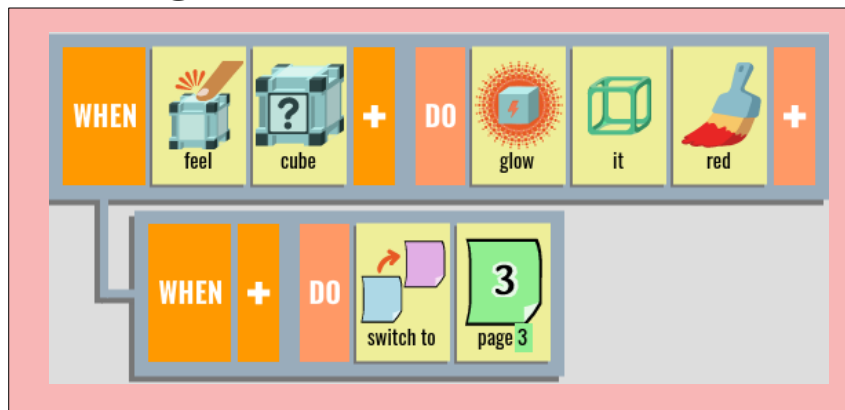 WHEN feel ? cube + DO glow it red +
WHEN + DO switch to 3 page 3